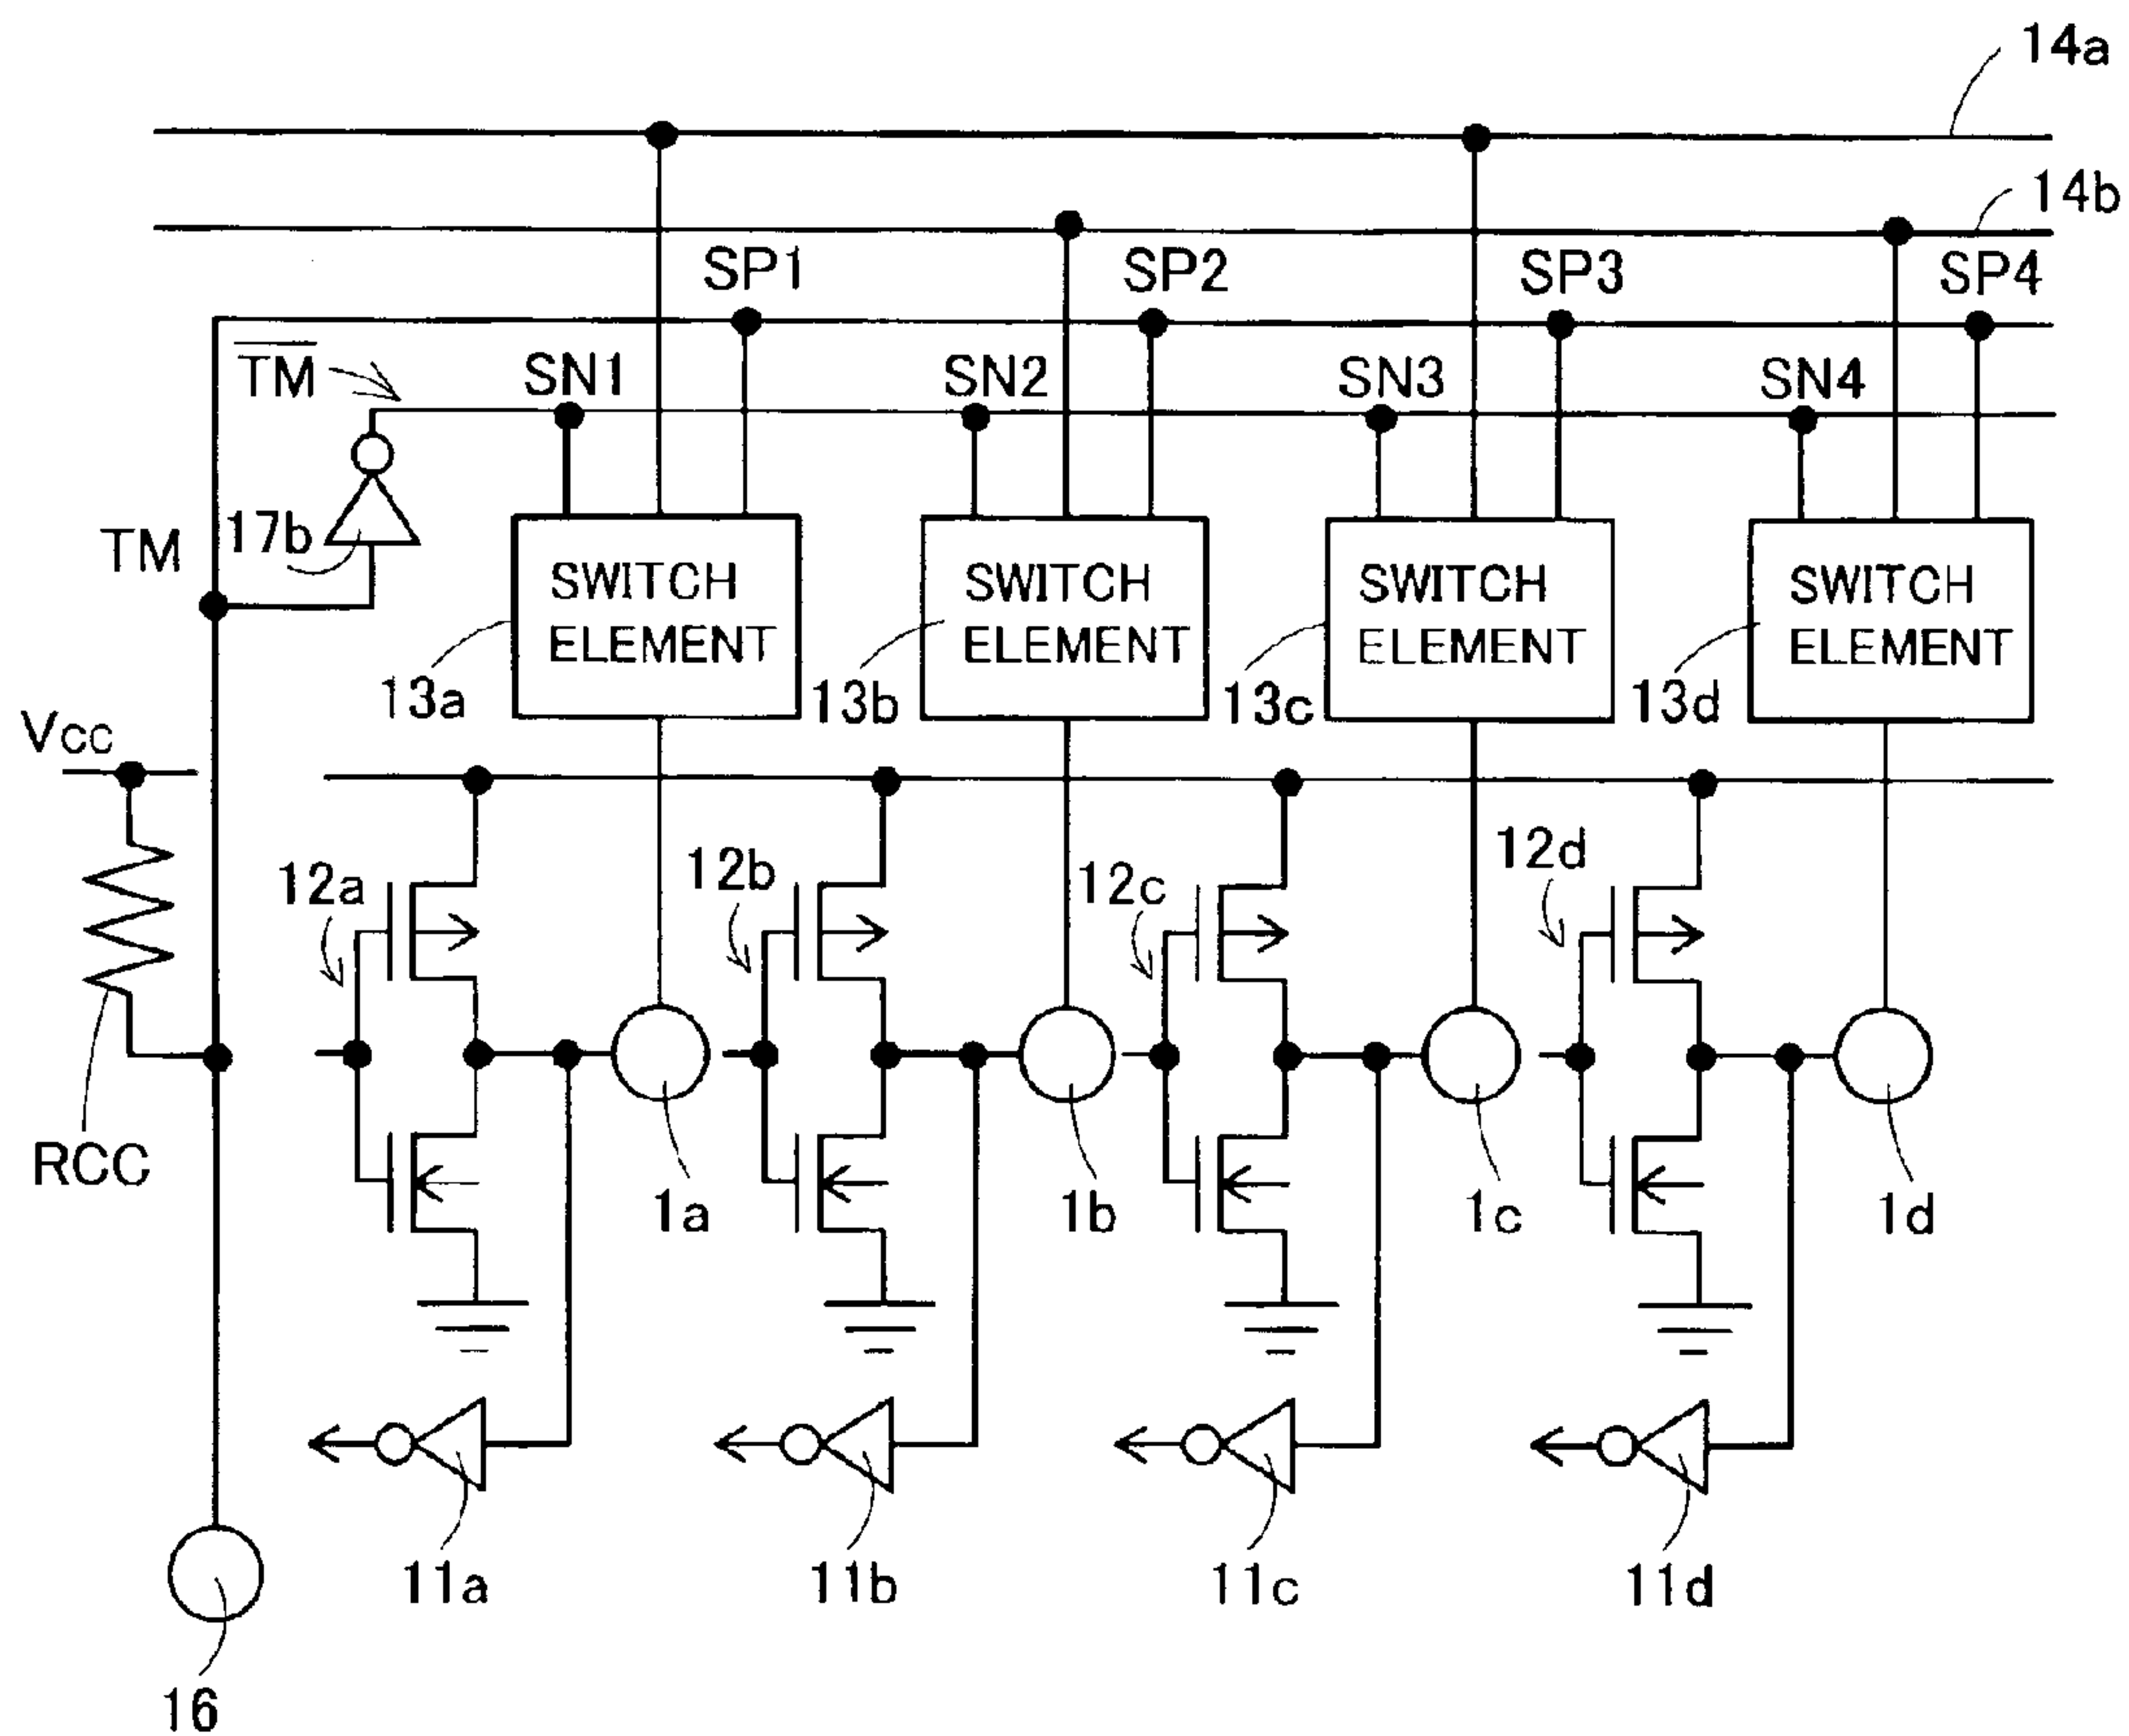 14a
14b
SP1
SP2
SP3
SP4
TM
SN1
SN2
SN3
SN4
TM
17b
SWITCH
ELEMENT
SWITCH
ELEMENT
SWITCH
ELEMENT
SWITCH
ELEMENT
13a
13b
13c
13d
Vcc
12a
12b
12c
12d
RCC
1a
1b
1c
1d
11a
11b
11c
11d
16